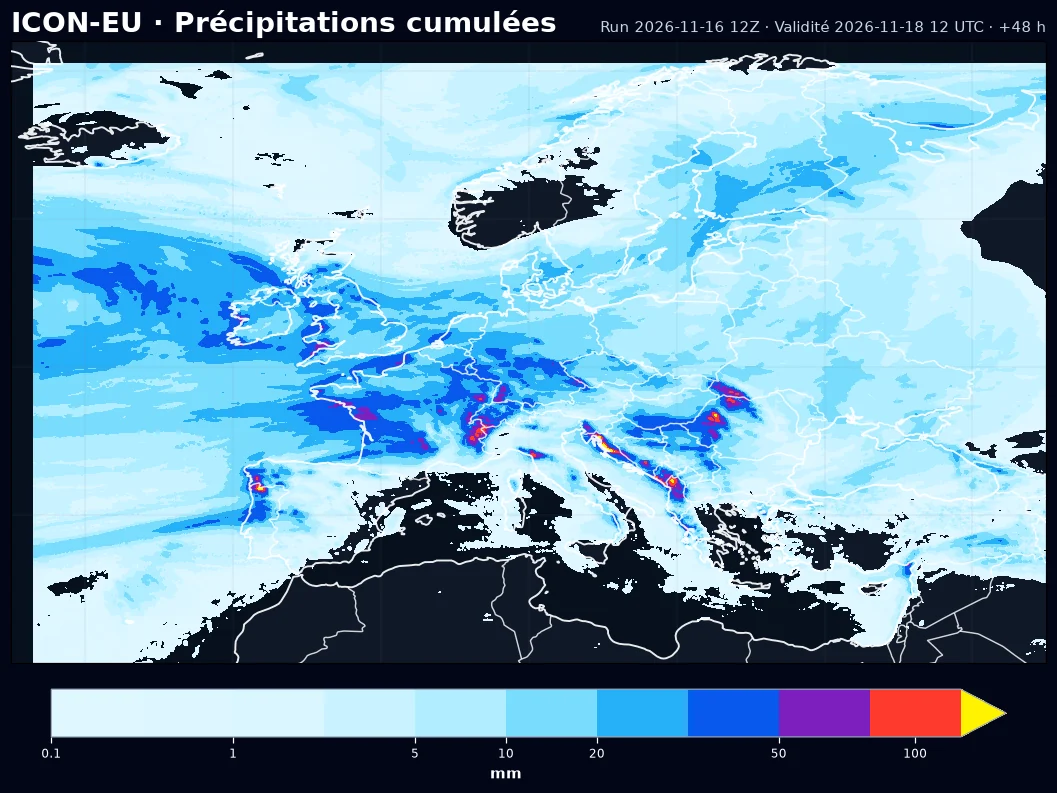 ICON-EU · Précipitations cumulées
Run 2026-11-16 12Z · Validité 2026-11-18 12 UTC · +48 h
0.1 1 5 10 20 50 100
mm